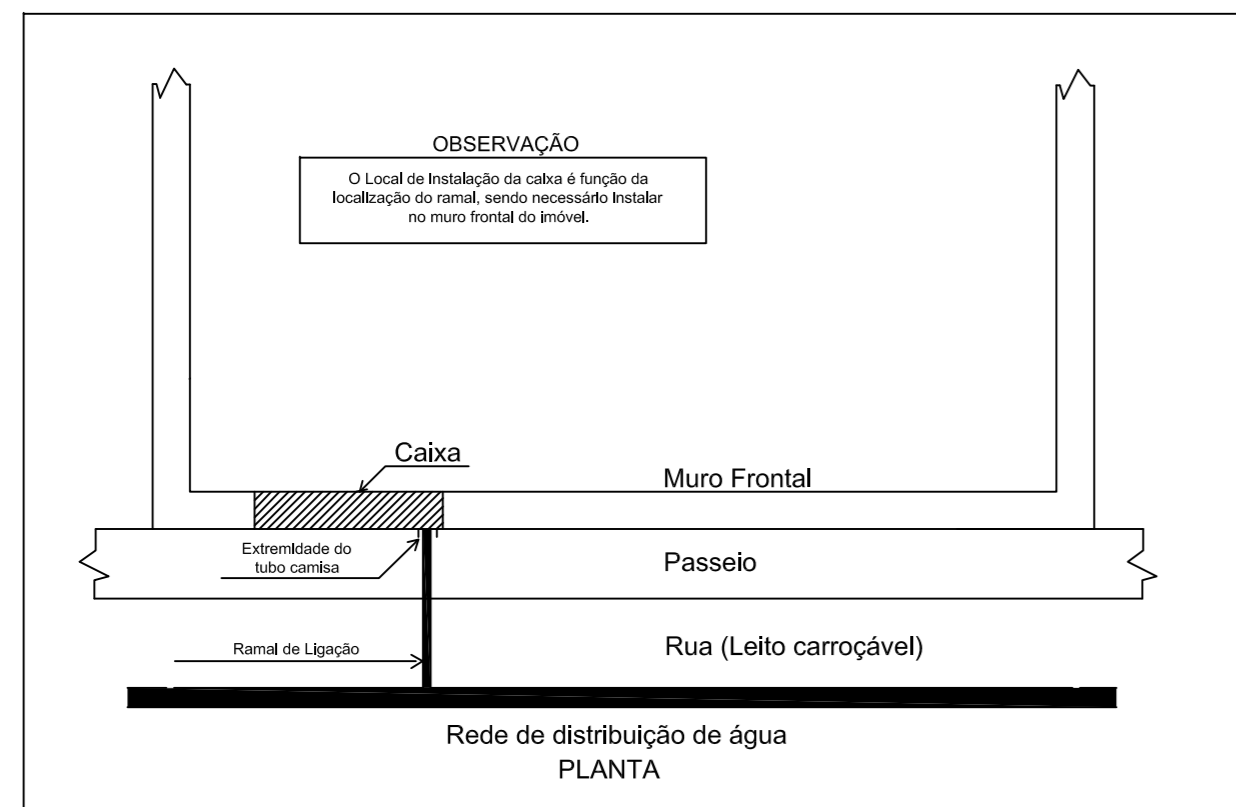 OBSERVAÇÃO
O Local de Instalação da caixa é função da
localização do ramal, sendo necessário instalar
no muro frontal do imóvel.
Caixa
Muro Frontal
Extremidade do
tubo camisa
Passeio
Ramal de Ligação
Rua (Leito carroçável)
Rede de distribuição de água
PLANTA